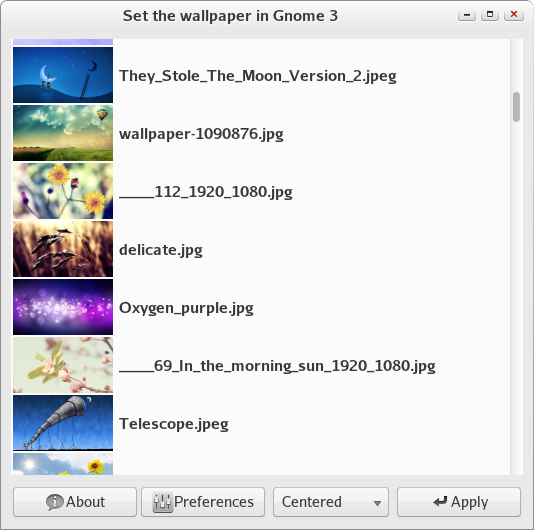 Set the wallpaper in Gnome 3
They_Stole_The_Moon_Version_2.jpeg
wallpaper-1090876.jpg
_____112_1920_1080.jpg
delicate.jpg
Oxygen_purple.jpg
_____69_In_the_morning_sun_1920_1080.jpg
Telescope.jpeg
About Preferences Centered Apply